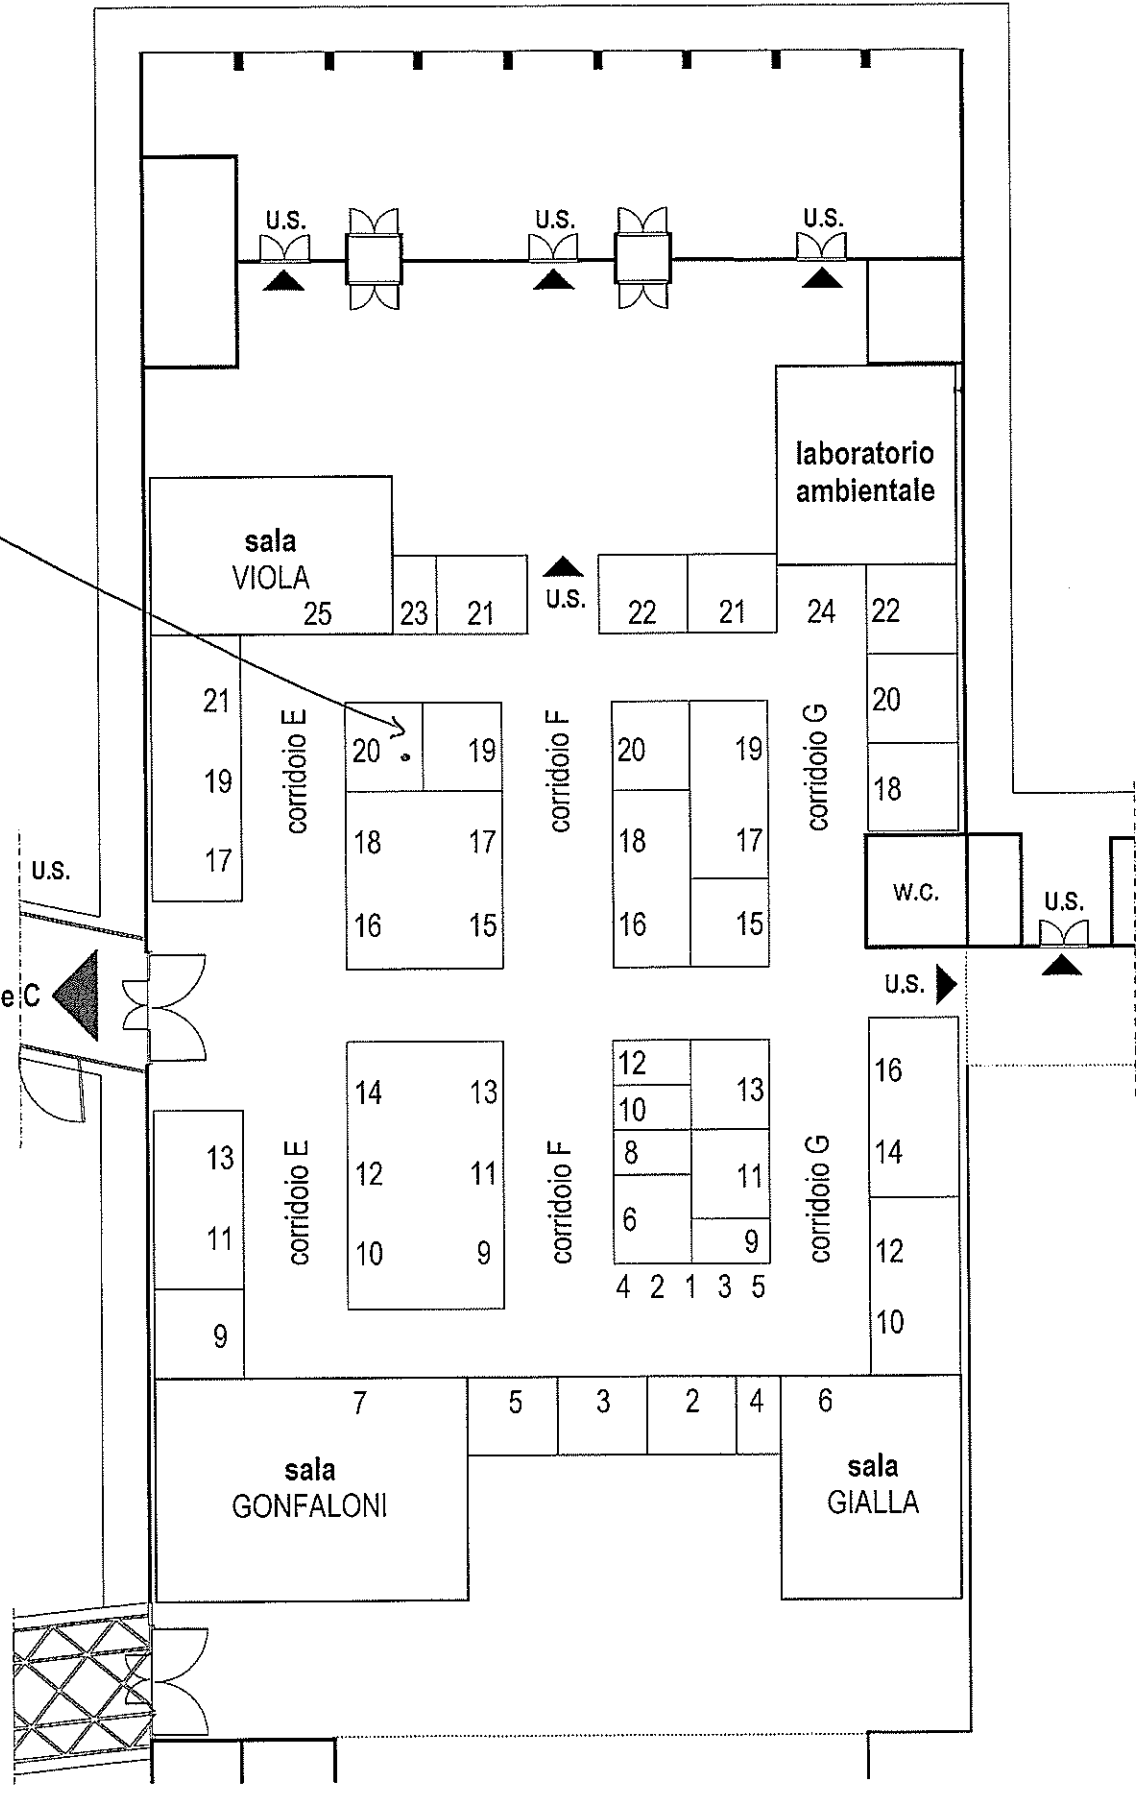 U.S.
U.S.
U.S.
laboratorio
ambientale
sala
VIOLA
25
23
21
U.S.
22
21
24
22
21
19
17
corridoio E
20
19
18
17
16
15
corridoio F
20
19
18
17
16
15
corridoio G
20
18
W.C.
U.S.
U.S.
e C
U.S.
13
11
9
corridoio E
14
13
12
11
10
9
corridoio F
12
13
10
8
11
6
9
4 2 1 3 5
corridoio G
16
14
12
10
7
5
3
2
4
6
sala
GONFALONI
sala
GIALLA